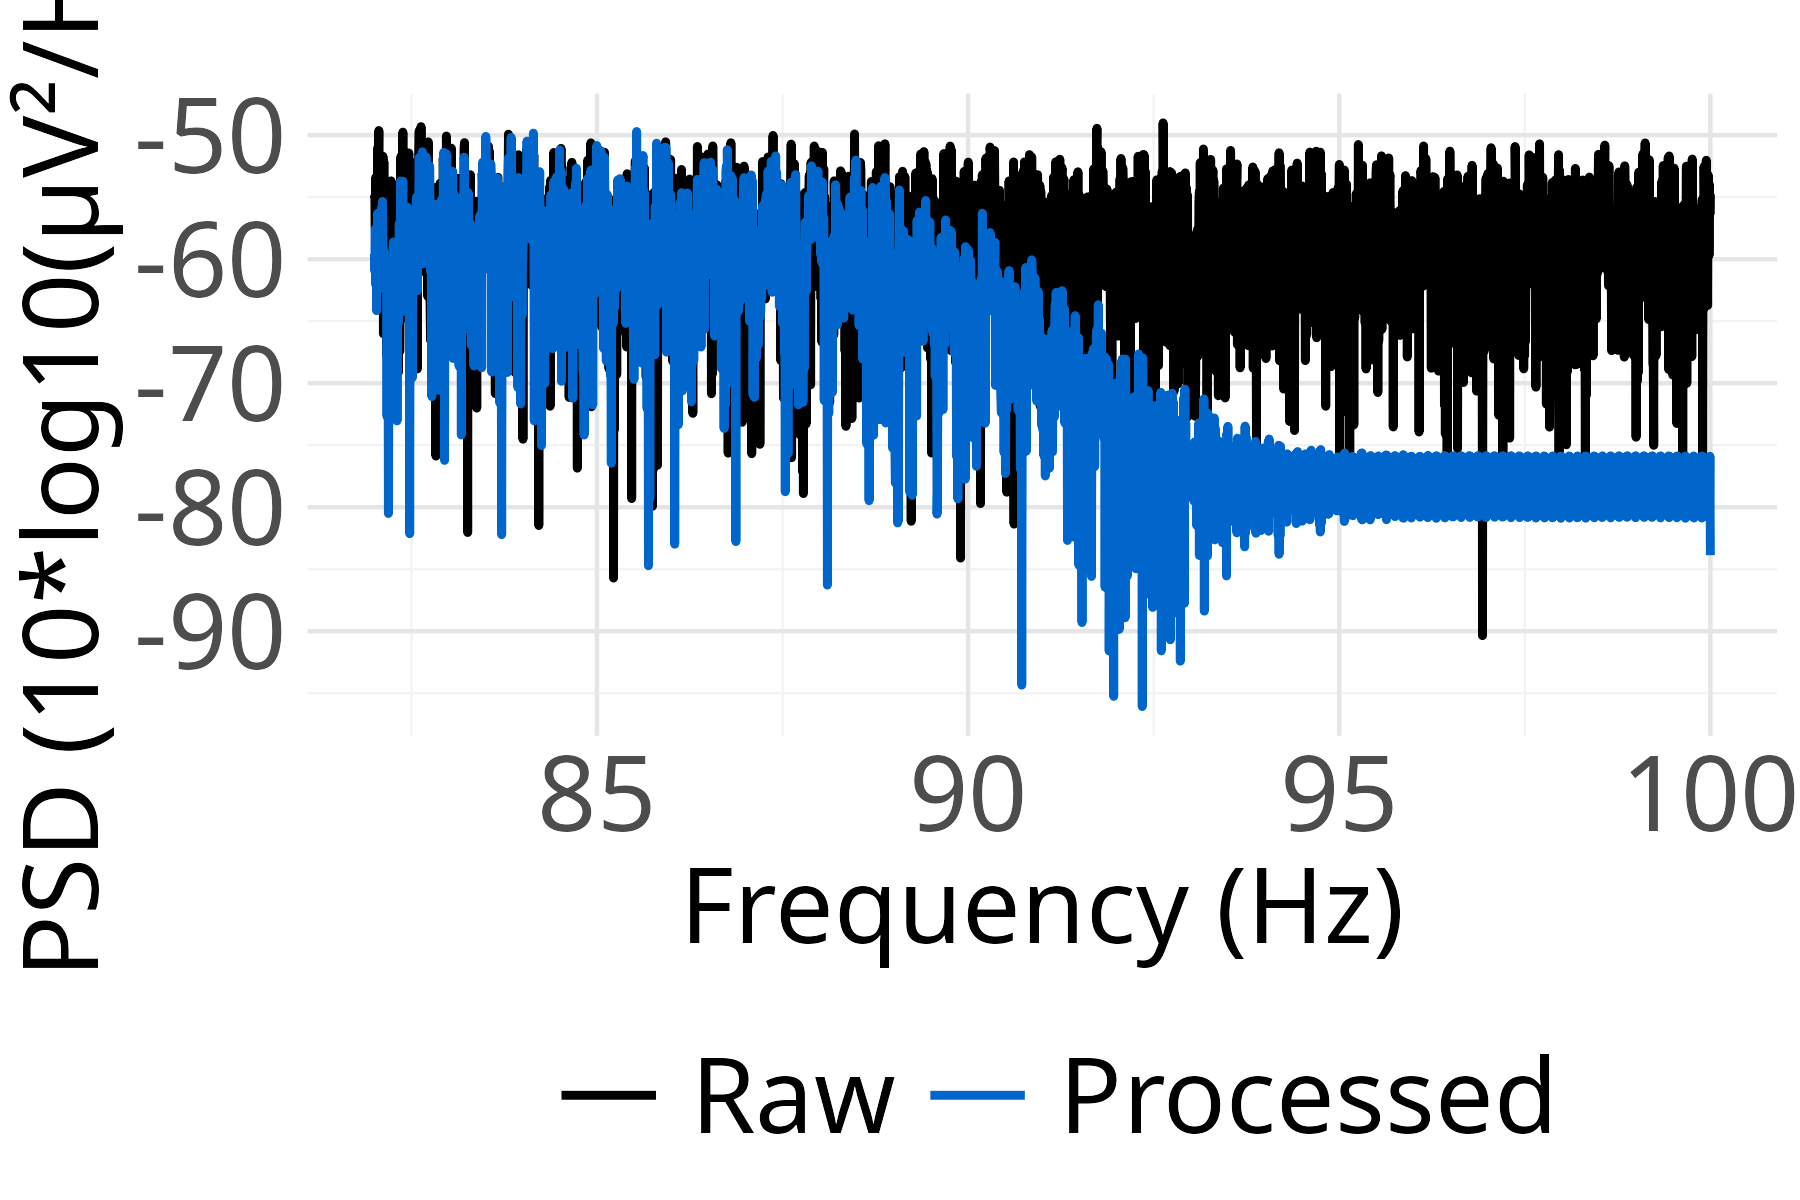 PSD (10*log10(µV²/H
-50
-60
-70
-80
-90
85 90 95 100
Frequency (Hz)
Raw Processed